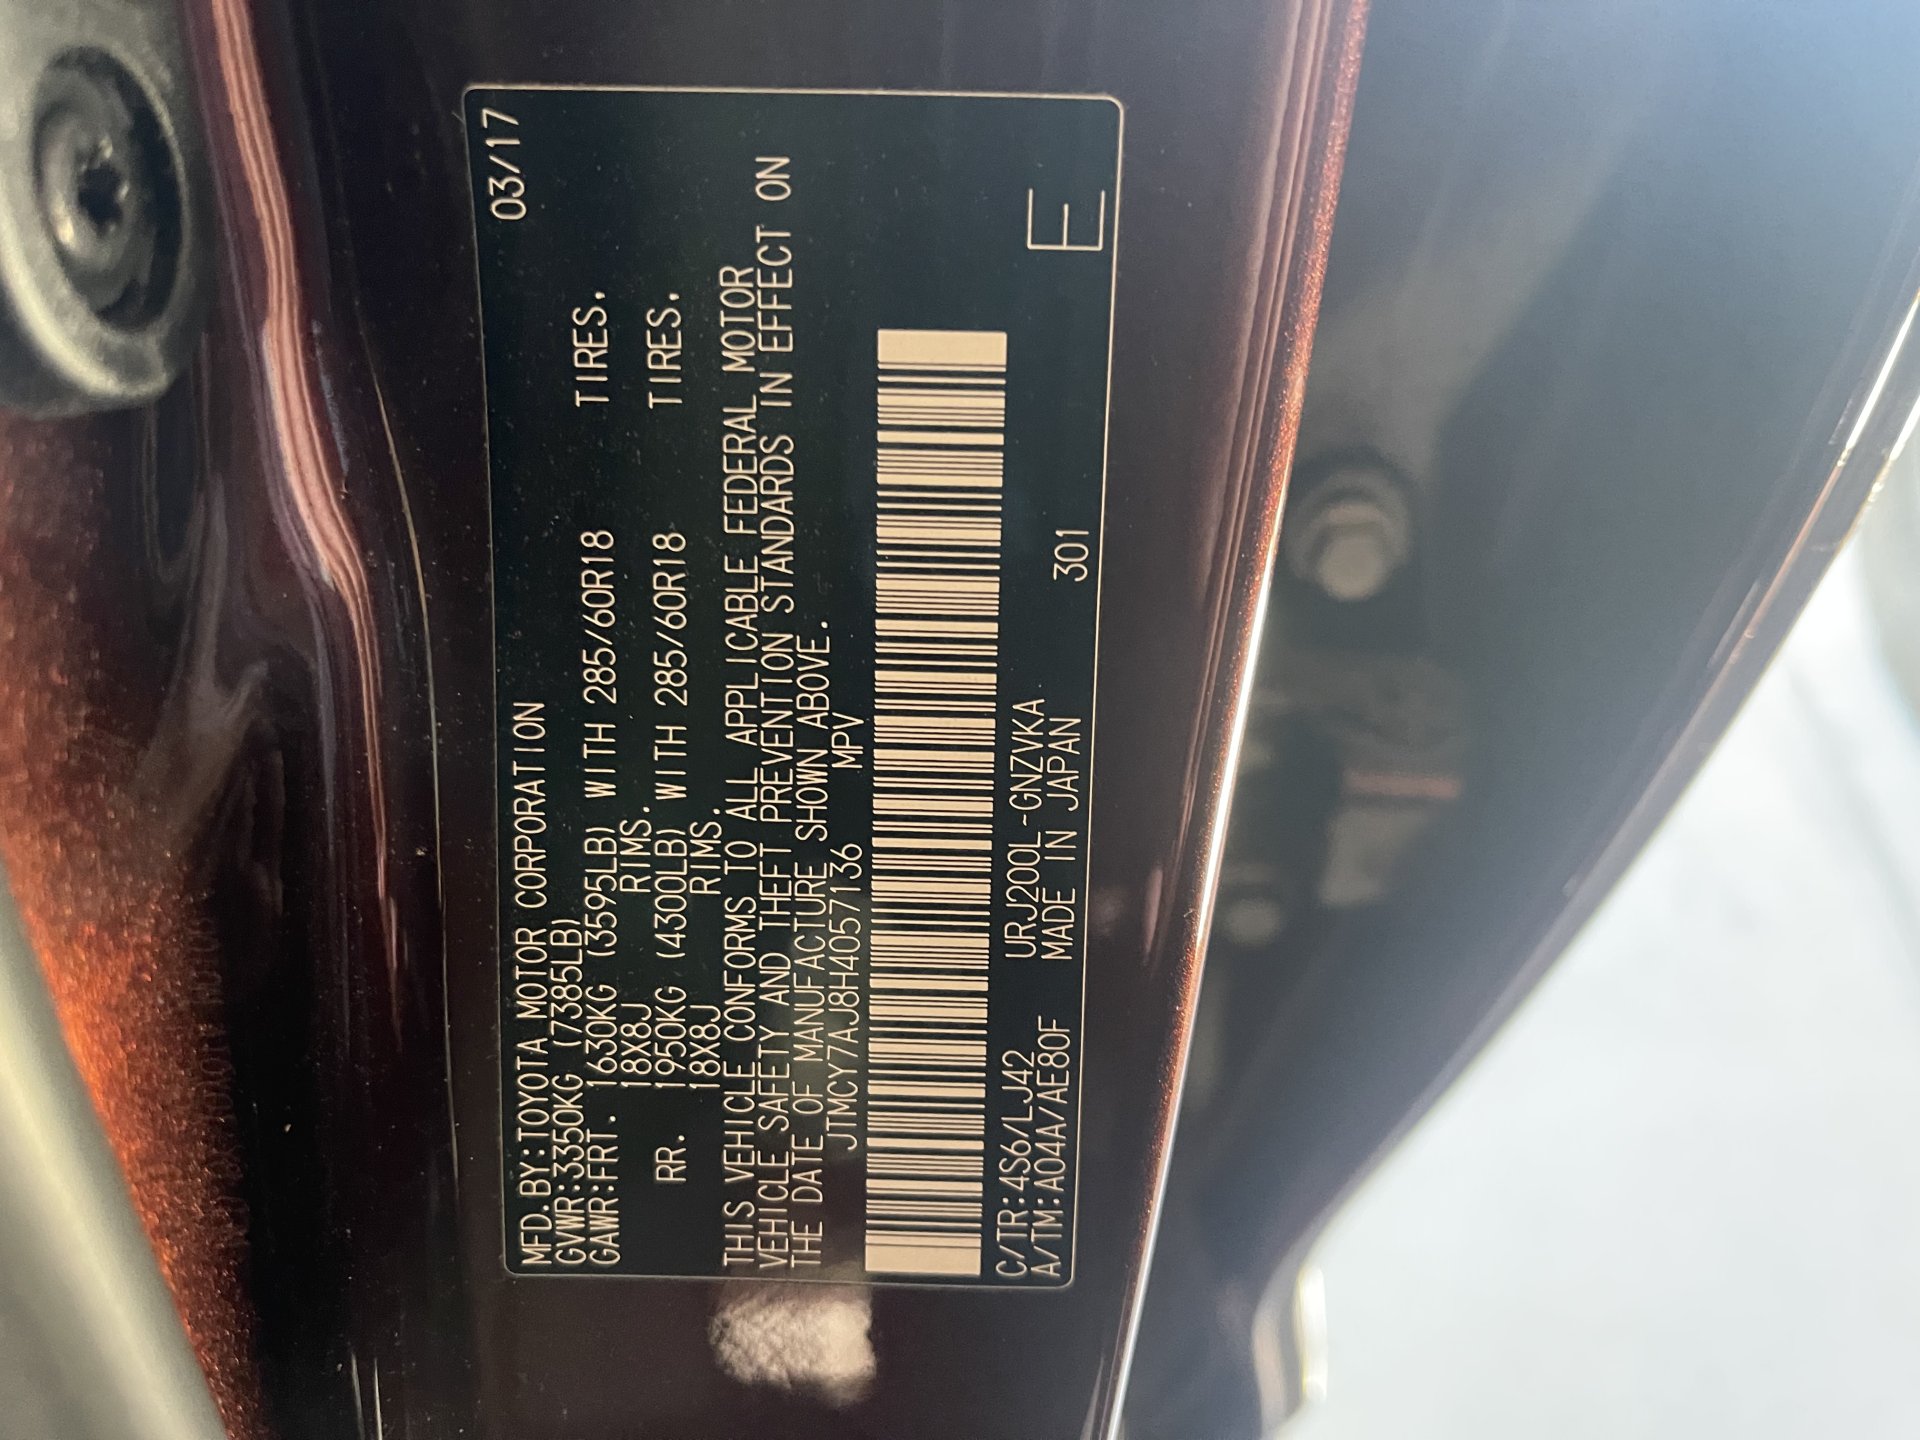 03/17
MFD.BY:TOYOTA MOTOR CORPORATION
GVWR:3350KG (7385LB)
GAWR:FRT. 1630KG (3595LB) WITH 285/60R18 TIRES.
18X8J RIMS.
RR. 1950KG (4300LB) WITH 285/60R18 TIRES.
18X8J RIMS.
THIS VEHICLE CONFORMS TO ALL APPLICABLE FEDERAL MOTOR
VEHICLE SAFETY AND THEFT PREVENTION STANDARDS IN EFFECT ON
THE DATE OF MANUFACTURE SHOWN ABOVE.
JTMCY7AJ8H4057136 MPV
C/TR:4S6/LJ42 URJ200L-GNZVKA
A/TM:A04A/AE80F MADE IN JAPAN 301
E